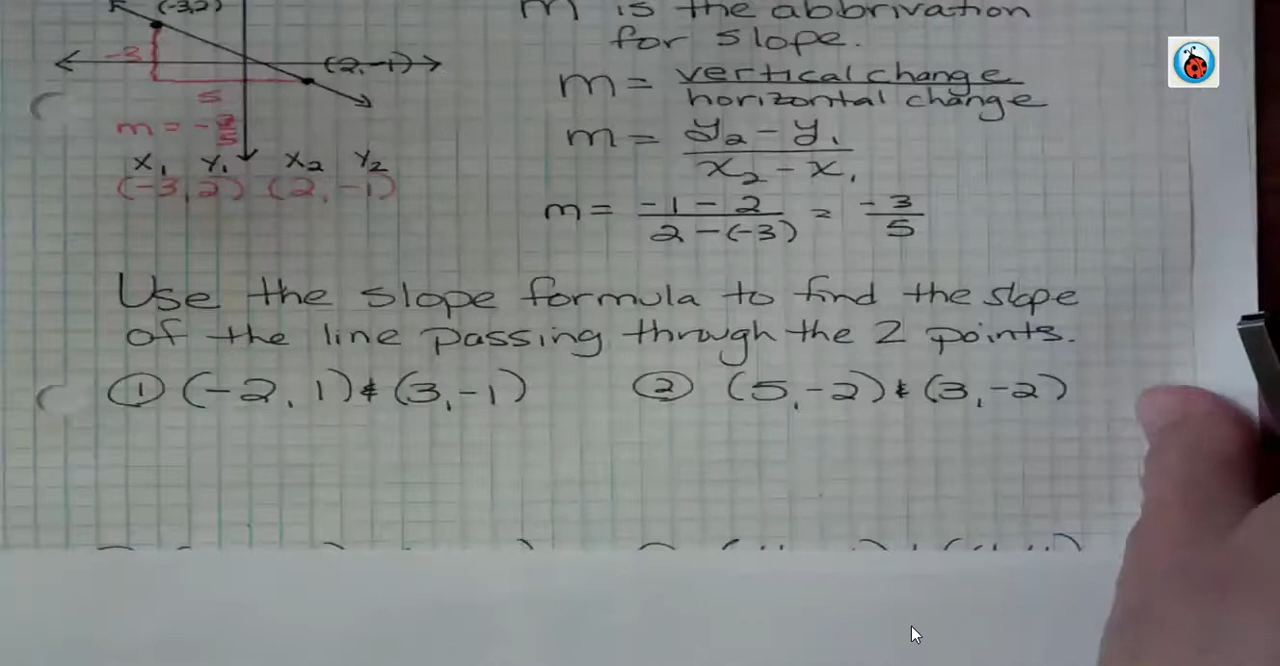 (-3,2)
m is the abbrivation
for slope.
-3
(2,-1)
m = vertical change
horizontal change
5
m = -3
5
m = y₂ - y₁
x₂ - x₁
x₁ y₁ x₂ y₂
(-3, 2) (2, -1)
m = -1 - 2 = -3
2 - (-3) 5
Use the slope formula to find the slope
of the line passing through the 2 points.
① (-2, 1) & (3, -1) ② (5, -2) & (3, -2)